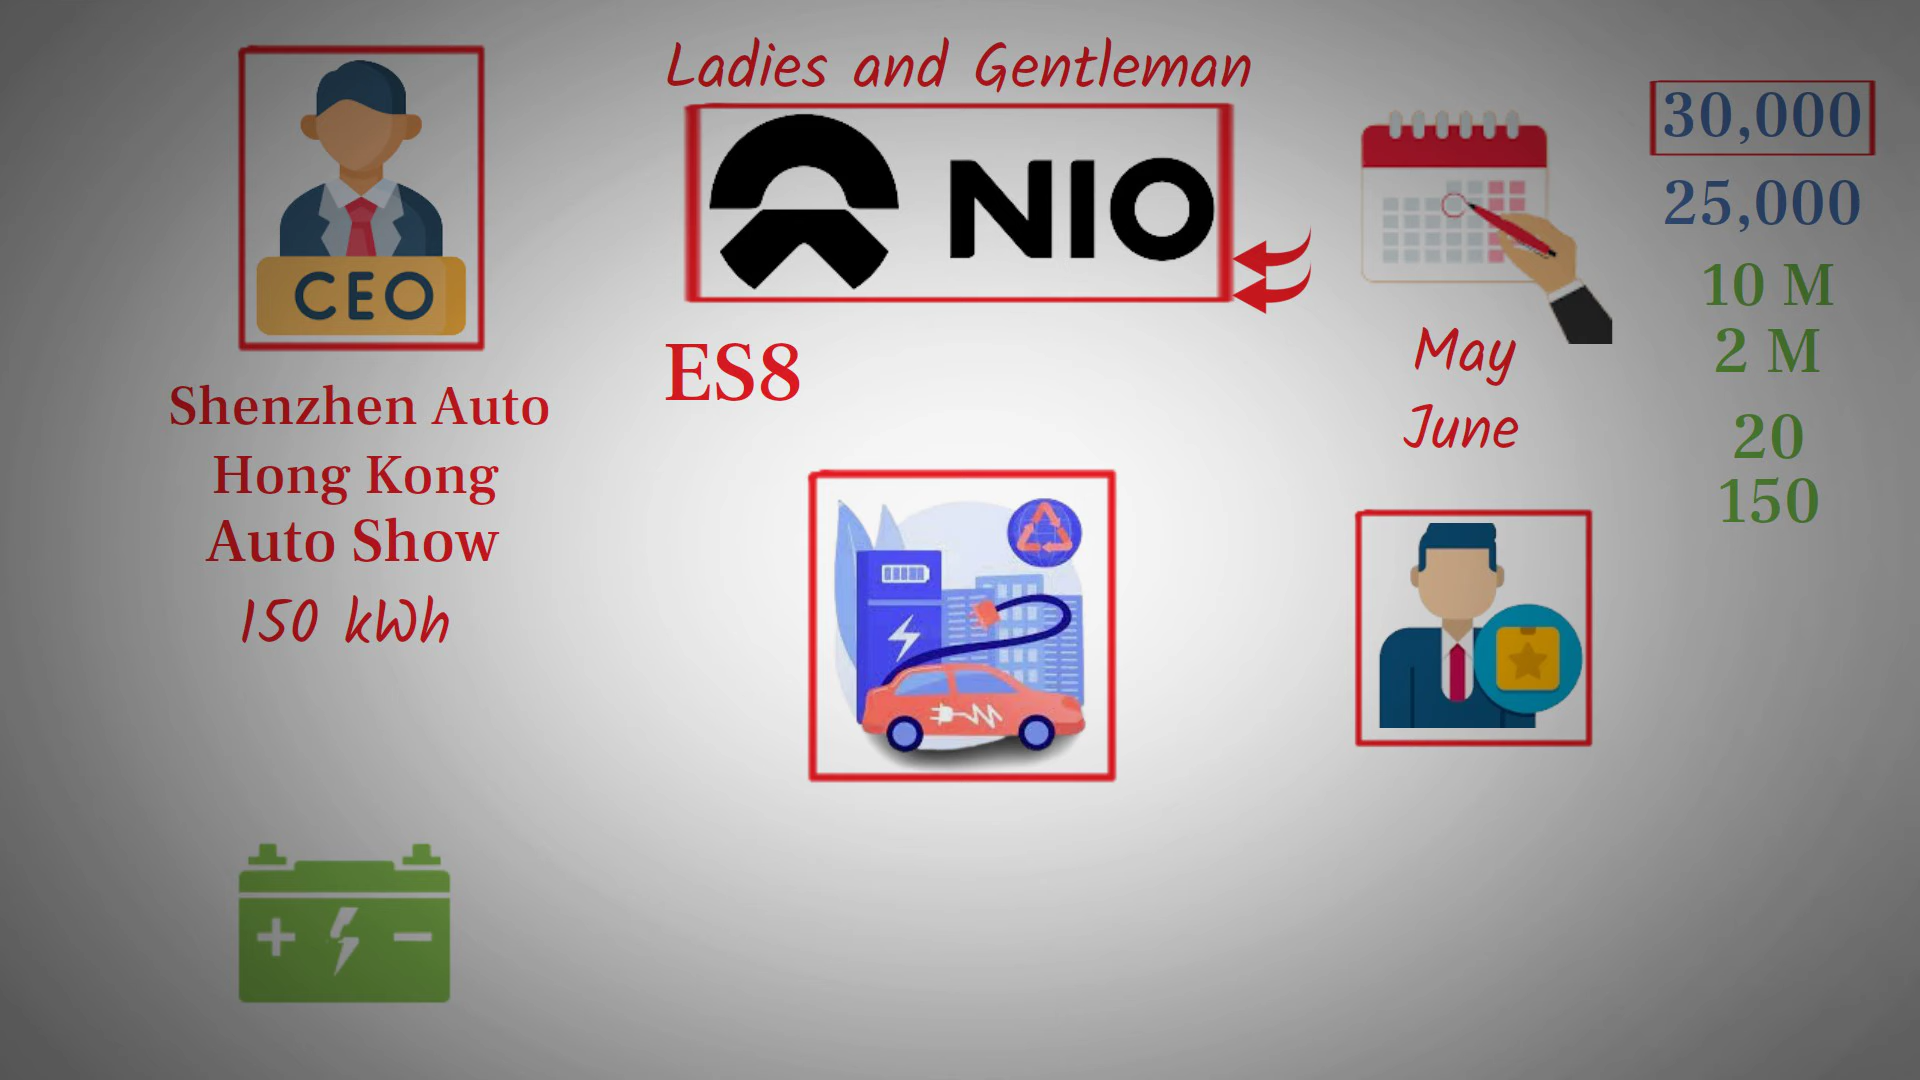 Ladies and Gentleman
NIO
CEO
ES8
Shenzhen Auto
Hong Kong
Auto Show
150 kWh
May
June
30,000
25,000
10 M
2 M
20
150